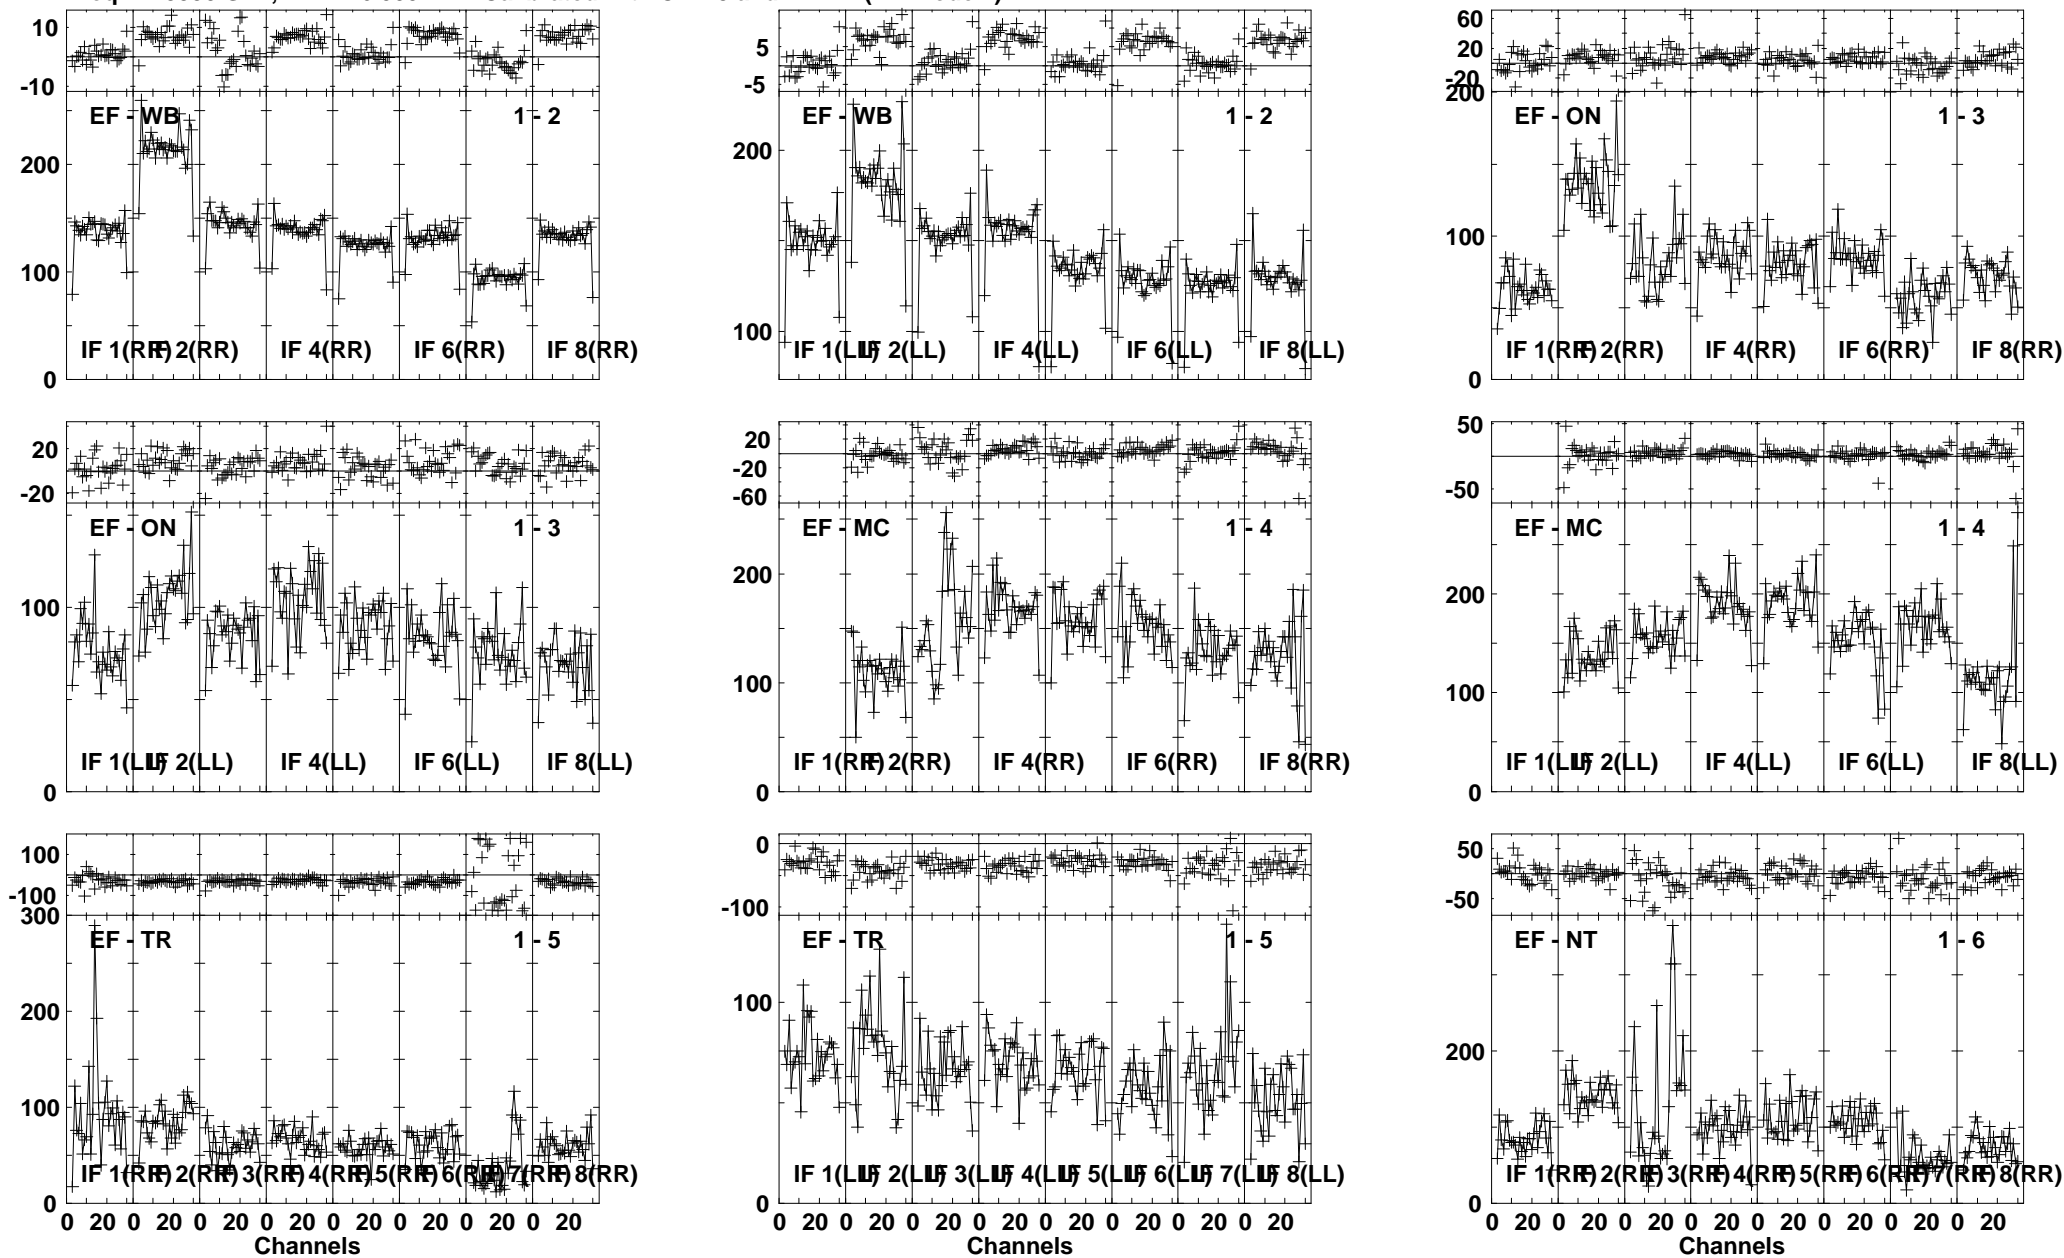 10
0
-10
EF - WB 1 - 2
200
100
0
IF 1(RR) IF 2(RR) IF 4(RR) IF 6(RR) IF 8(RR)
5
-5
EF - WB 1 - 2
200
100
IF 1(LL) IF 2(LL) IF 4(LL) IF 6(LL) IF 8(LL)
60
20
-20
200
EF - ON 1 - 3
100
0
IF 1(RR) IF 2(RR) IF 4(RR) IF 6(RR) IF 8(RR)
20
-20
EF - ON 1 - 3
100
0
IF 1(LL) IF 2(LL) IF 4(LL) IF 6(LL) IF 8(LL)
20
-20
-60
EF - MC 1 - 4
200
100
0
IF 1(RR) IF 2(RR) IF 4(RR) IF 6(RR) IF 8(RR)
50
-50
EF - MC 1 - 4
200
100
0
IF 1(LL) IF 2(LL) IF 4(LL) IF 6(LL) IF 8(LL)
100
-100
300
EF - TR 1 - 5
200
100
0
IF 1(RR) IF 2(RR) IF 3(RR) IF 4(RR) IF 5(RR) IF 6(RR) IF 7(RR) IF 8(RR)
0 20 0 20 0 20 0 20 0 20 0 20 0 20 0 20
Channels
0
-100
EF - TR 1 - 5
100
0
IF 1(LL) IF 2(LL) IF 3(LL) IF 4(LL) IF 5(LL) IF 6(LL) IF 7(LL) IF 8(LL)
0 20 0 20 0 20 0 20 0 20 0 20 0 20 0 20
Channels
50
-50
EF - NT 1 - 6
200
0
IF 1(RR) IF 2(RR) IF 3(RR) IF 4(RR) IF 5(RR) IF 6(RR) IF 7(RR) IF 8(RR)
0 20 0 20 0 20 0 20 0 20 0 20 0 20 0 20
Channels